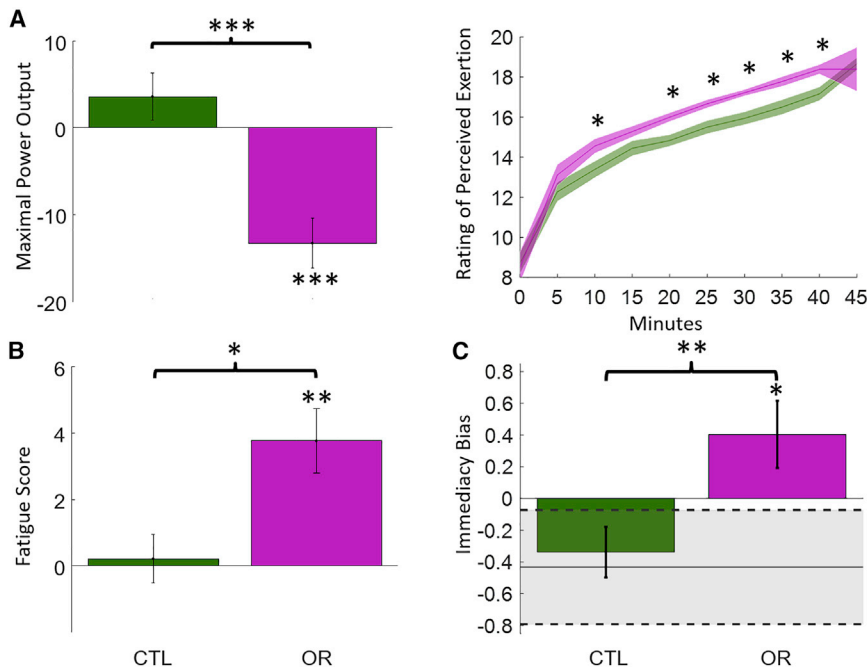 A
***
10
0
-10
-20
Maximal Power Output
***
Rating of Perceived Exertion
20
18
16
14
12
10
8
* * * * * *
0 5 10 15 20 25 30 35 40 45
Minutes
B
*
6
4
2
0
Fatigue Score
**
CTL OR
C
**
0.8
0.6
0.4
0.2
0
-0.2
-0.4
-0.6
-0.8
Immediacy Bias
*
CTL OR